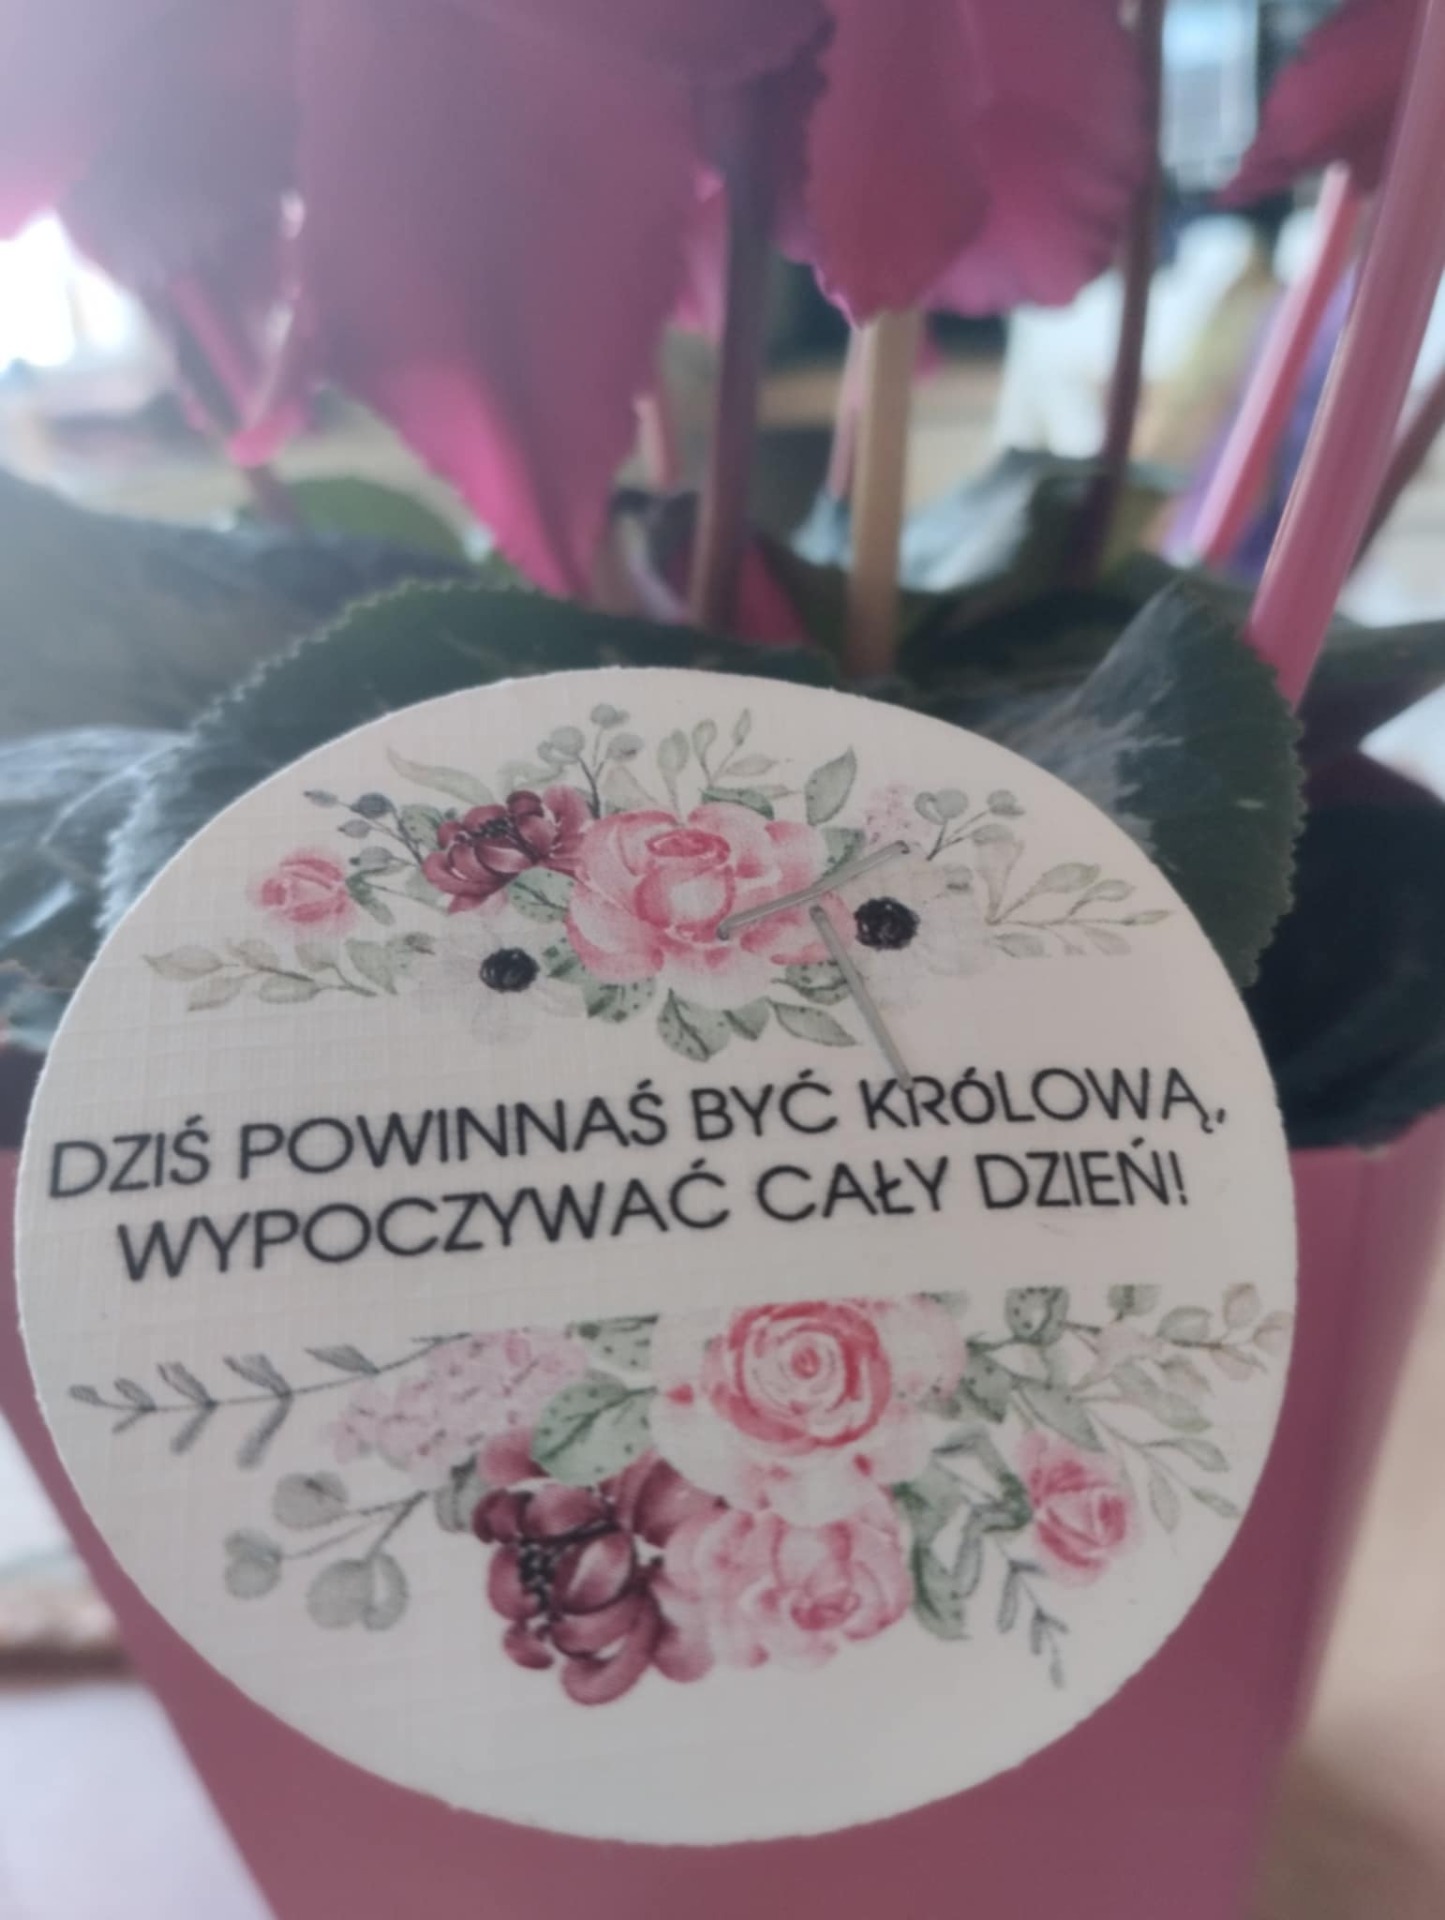 DZIŚ POWINNAŚ BYĆ KRÓLOWĄ,
WYPOCZYWAĆ CAŁY DZIEŃ!